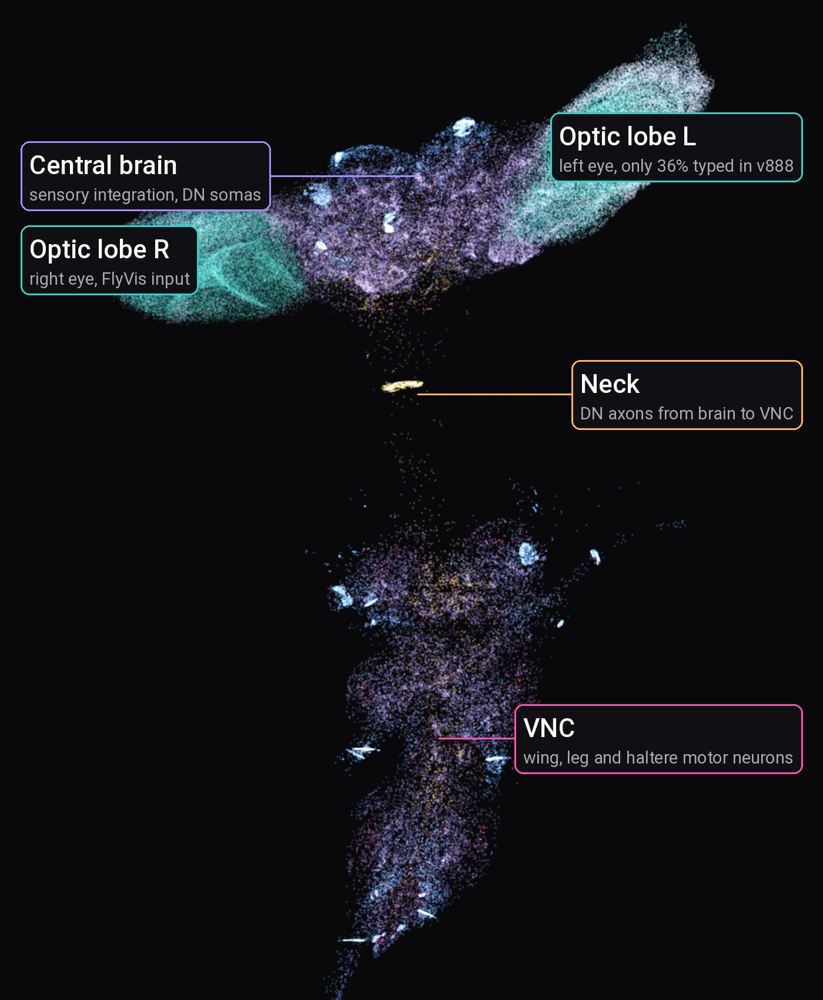 Optic lobe L
left eye, only 36% typed in v888
Central brain
sensory integration, DN somas
Optic lobe R
right eye, FlyVis input
Neck
DN axons from brain to VNC
VNC
wing, leg and haltere motor neurons